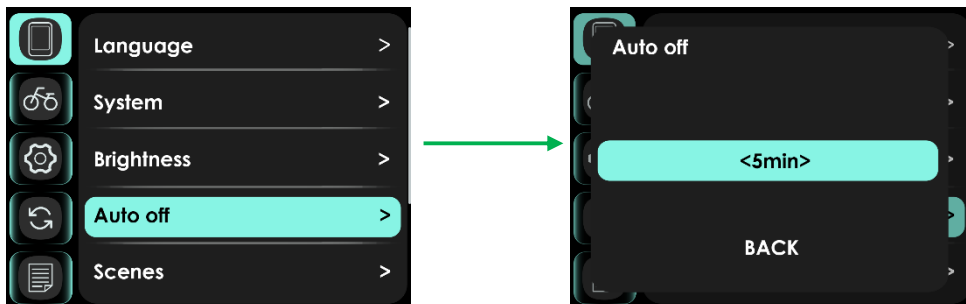 Language >
System >
Brightness >
Auto off >
Scenes >
Auto off
<5min>
BACK